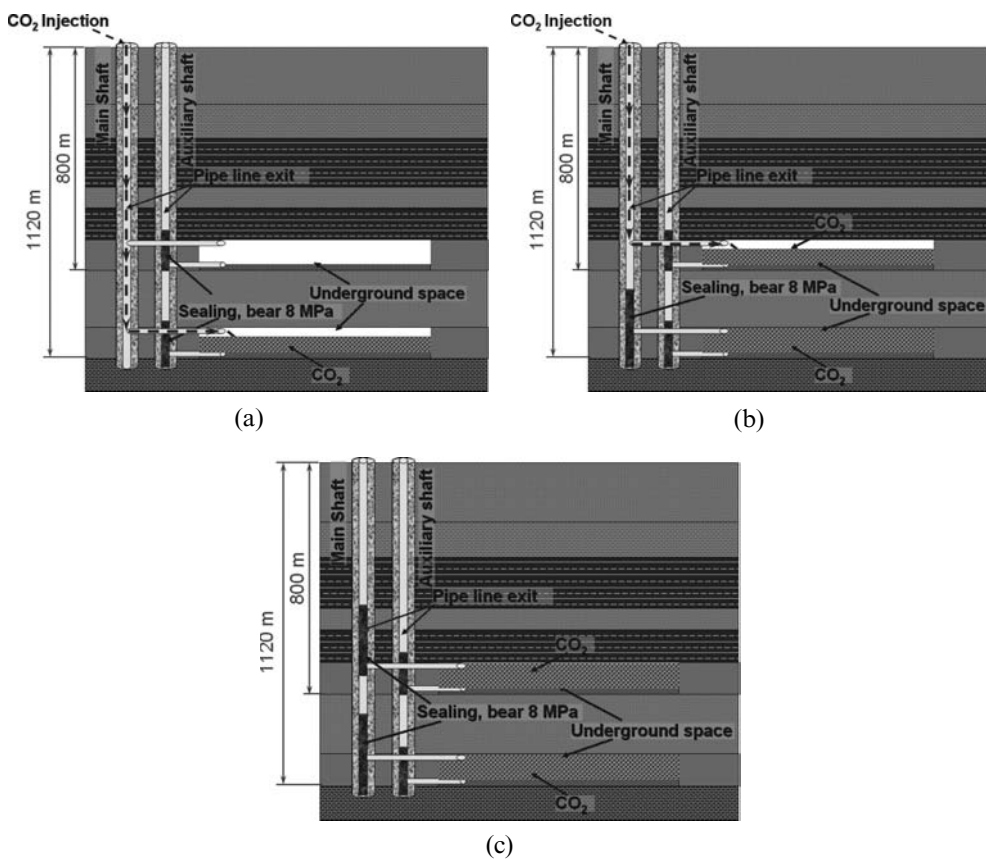 CO2 Injection
Main Shaft
Auxiliary shaft
800 m
1120 m
Pipe line exit
Underground space
Sealing, bear 8 MPa
CO2
(a)
CO2 Injection
Main Shaft
Auxiliary shaft
800 m
1120 m
Pipe line exit
CO2
Sealing, bear 8 MPa
Underground space
CO2
(b)
Main Shaft
Auxiliary shaft
800 m
1120 m
Pipe line exit
CO2
Sealing, bear 8 MPa
Underground space
CO2
(c)